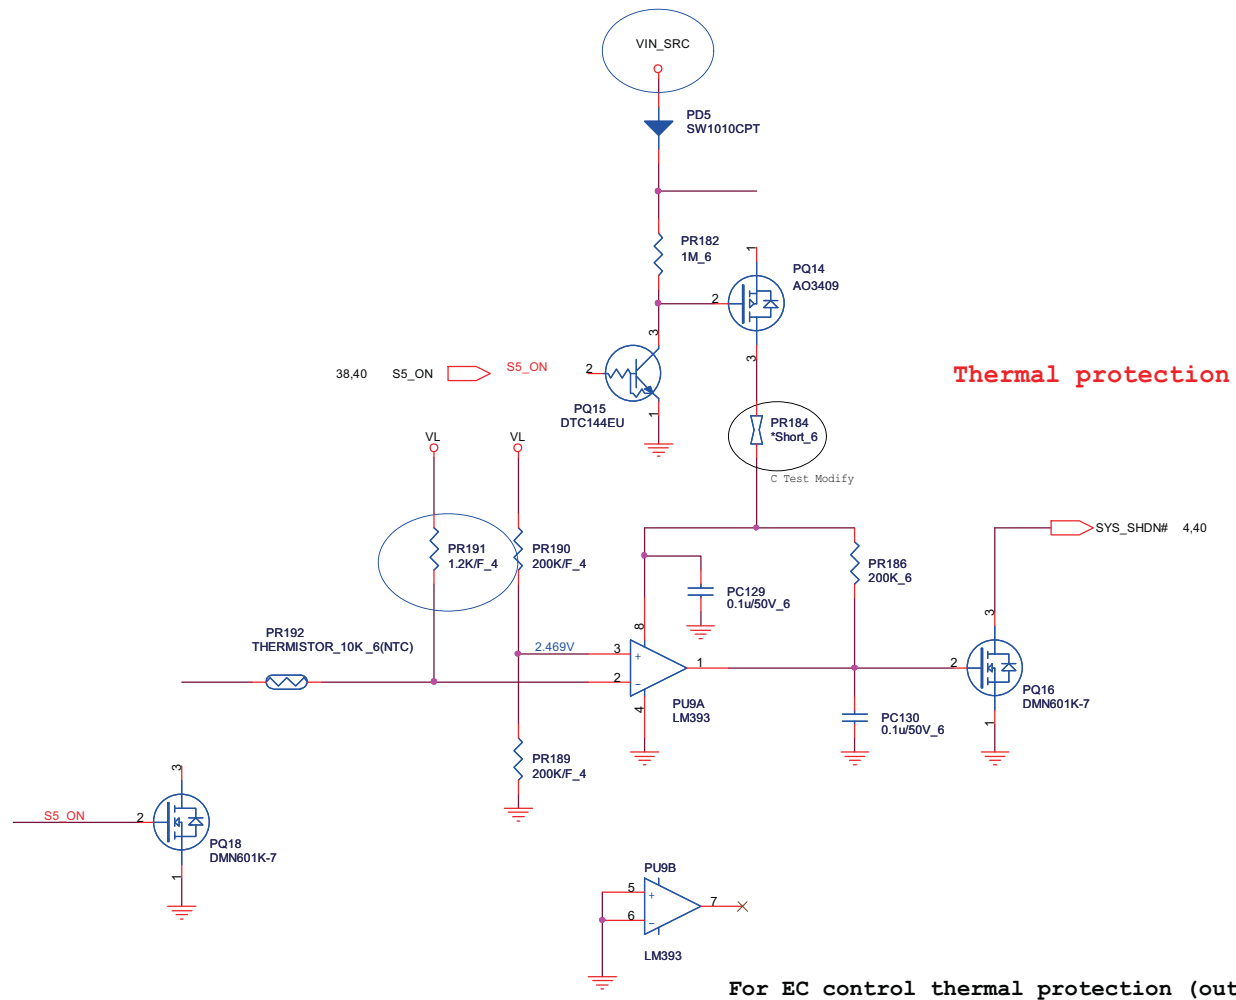 VIN_SRC
PD5
SW1010CPT
PR182
1M_6
1
PQ14
AO3409
2
3
3
38,40 S5_ON S5_ON
2
PQ15
DTC144EU
1
Thermal protection
PR184
*Short_6
C Test Modify
VL
VL
PR191
1.2K/F_4
PR190
200K/F_4
PR186
200K_6
SYS_SHDN# 4,40
PC129
0.1u/50V_6
8
3
PR192
THERMISTOR_10K_6(NTC)
2.469V
3
+
2
−
1
2
4
PU9A
LM393
PQ16
DMN601K-7
1
PC130
0.1u/50V_6
PR189
200K/F_4
3
S5_ON
2
PQ18
DMN601K-7
1
PU9B
5
+
6
−
7
LM393
For EC control thermal protection (out